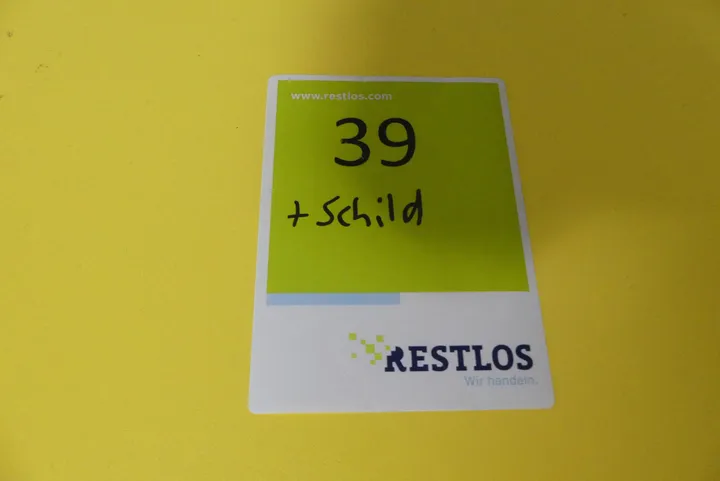 www.restlos.com
39
+ Schild
RESTLOS
Wir handeln.